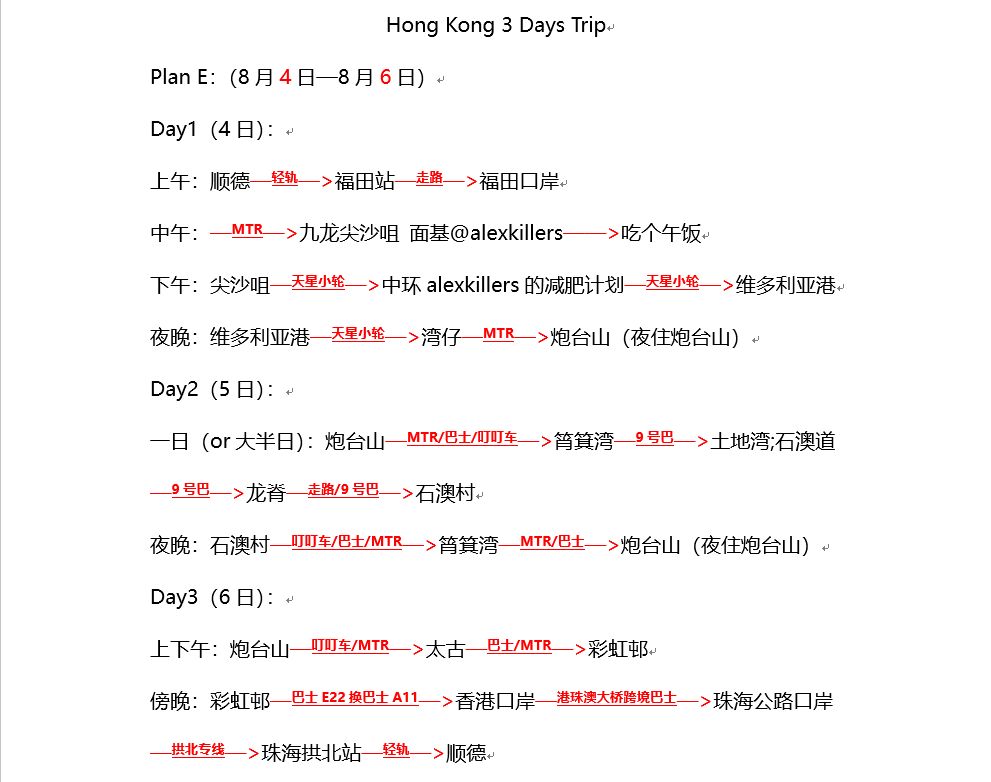 Hong Kong 3 Days Trip
Plan E：（8 月 4 日—8 月 6 日）
Day1（4 日）：
上午：顺德—轻轨—>福田站—走路—>福田口岸
中午：—MTR—>九龙尖沙咀 面基@alexkillers——>吃个午饭
下午：尖沙咀—天星小轮—>中环 alexkillers 的减肥计划—天星小轮—>维多利亚港
夜晚：维多利亚港—天星小轮—>湾仔—MTR—>炮台山（夜住炮台山）
Day2（5 日）：
一日（or 大半日）：炮台山—MTR/巴士/叮叮车—>筲箕湾—9 号巴—>土地湾;石澳道
—9 号巴—>龙脊—走路/9 号巴—>石澳村
夜晚：石澳村—叮叮车/巴士/MTR—>筲箕湾—MTR/巴士—>炮台山（夜住炮台山）
Day3（6 日）：
上下午：炮台山—叮叮车/MTR—>太古—巴士/MTR—>彩虹邨
傍晚：彩虹邨—巴士 E22 换巴士 A11—>香港口岸—港珠澳大桥跨境巴士—>珠海公路口岸
—拱北专线—>珠海拱北站—轻轨—>顺德